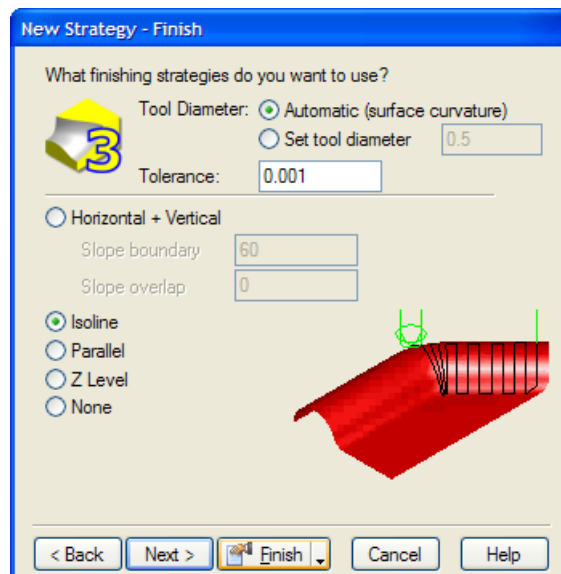 New Strategy - Finish
What finishing strategies do you want to use?
Tool Diameter: Automatic (surface curvature)
Set tool diameter 0.5
3
Tolerance: 0.001
Horizontal + Vertical
Slope boundary 60
Slope overlap 0
Isoline
Parallel
Z Level
None
< Back Next > Finish Cancel Help